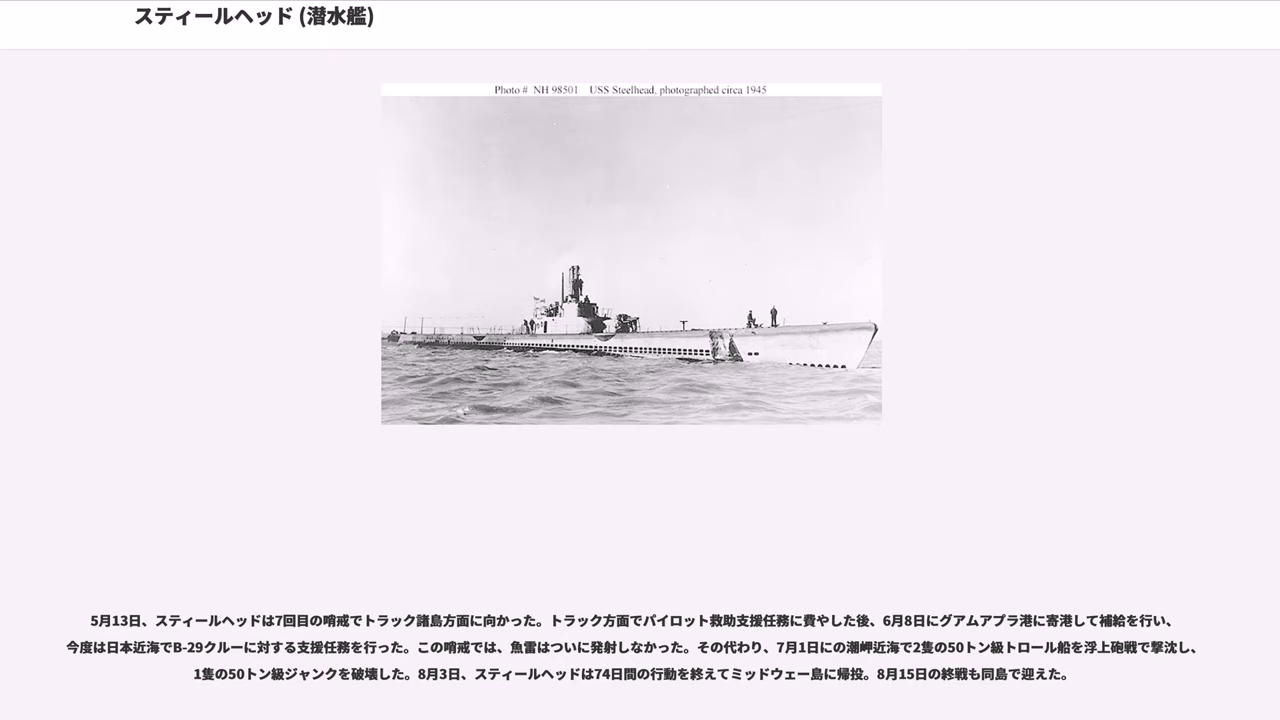 スティールヘッド (潜水艦)
Photo # NH 98501 USS Steelhead, photographed circa 1945
5月13日、スティールヘッドは7回目の哨戒でトラック諸島方面に向かった。トラック方面でパイロット救助支援任務に費やした後、6月8日にグアムアプラ港に寄港して補給を行い、
今度は日本近海でB-29クルーに対する支援任務を行った。この哨戒では、魚雷はついに発射しなかった。その代わり、7月1日にの潮岬近海で2隻の50トン級トロール船を浮上砲戦で撃沈し、
1隻の50トン級ジャンクを破壊した。8月3日、スティールヘッドは74日間の行動を終えてミッドウェー島に帰投。8月15日の終戦も同島で迎えた。